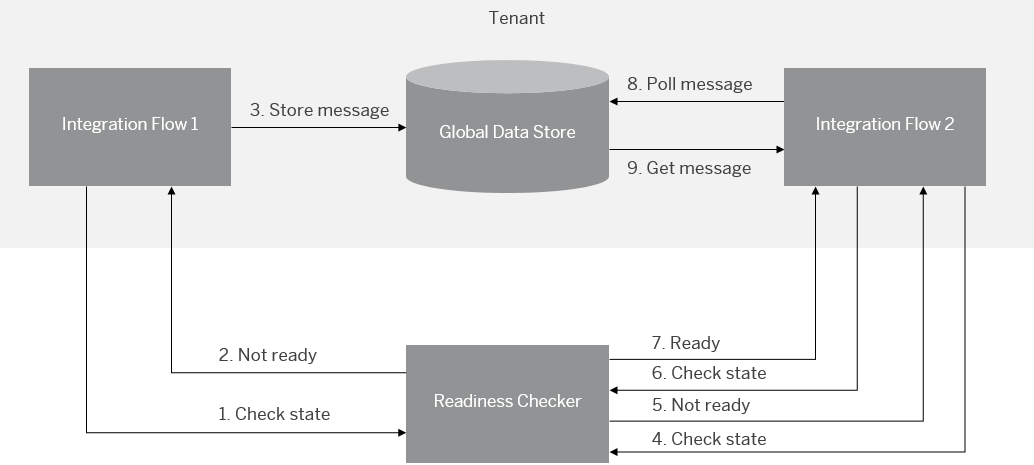 Tenant
Integration Flow 1
3. Store message
Global Data Store
8. Poll message
9. Get message
Integration Flow 2
2. Not ready
1. Check state
Readiness Checker
7. Ready
6. Check state
5. Not ready
4. Check state